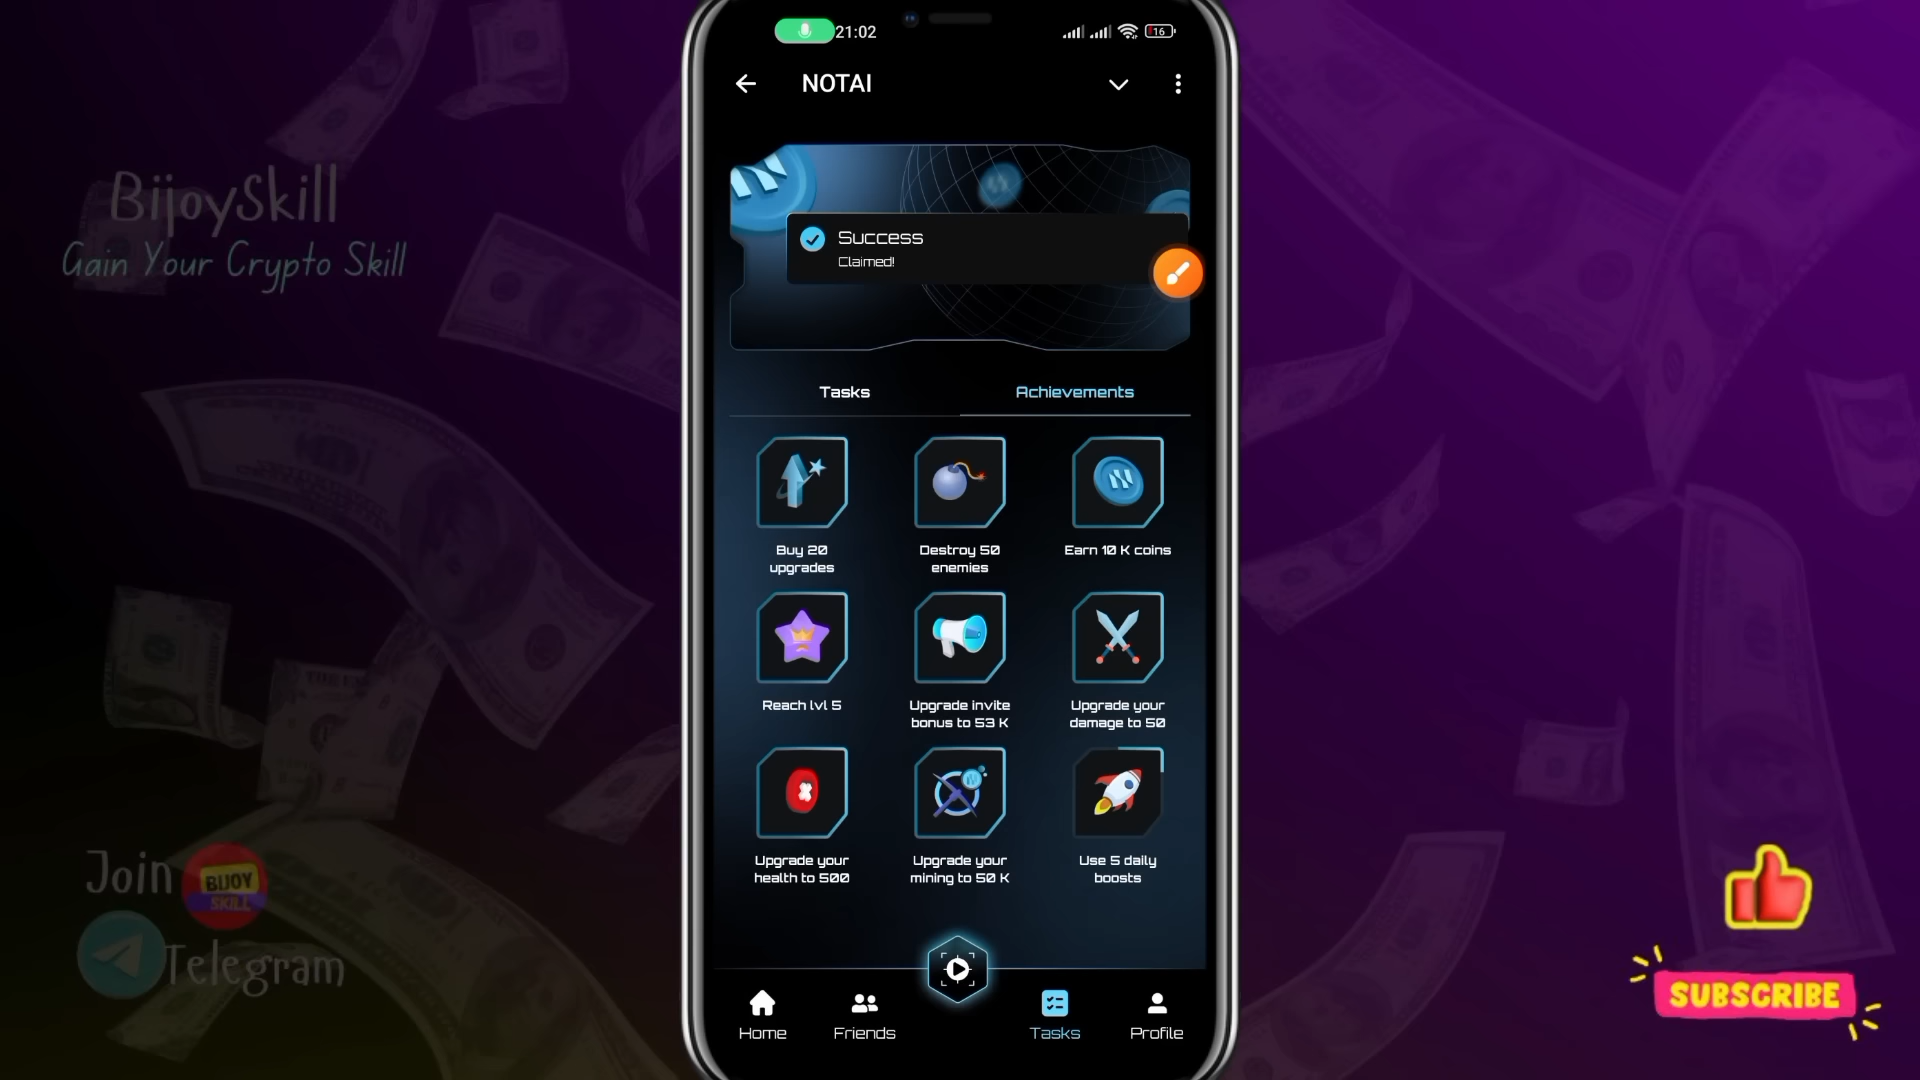 21:02
16
NOTAI
BijoySkill
Gain Your Crypto Skill
Success
Claimed!
Tasks
Achievements
Buy 20
upgrades
Destroy 50
enemies
Earn 10 K coins
Reach lvl 5
Upgrade invite
bonus to 53 K
Upgrade your
damage to 50
Upgrade your
health to 500
Upgrade your
mining to 50 K
Use 5 daily
boosts
Join
BIJOY
SKILL
Telegram
SUBSCRIBE
Home
Friends
Tasks
Profile